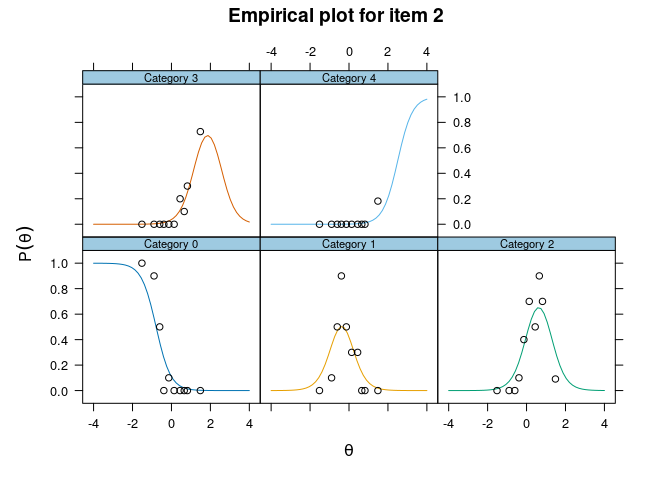 Empirical plot for item 2
-4 -2 0 2 4
Category 3 Category 4
1.0
0.8
0.6
0.4
0.2
0.0
P(θ)
Category 0 Category 1 Category 2
1.0
0.8
0.6
0.4
0.2
0.0
-4 -2 0 2 4 -4 -2 0 2 4
θ